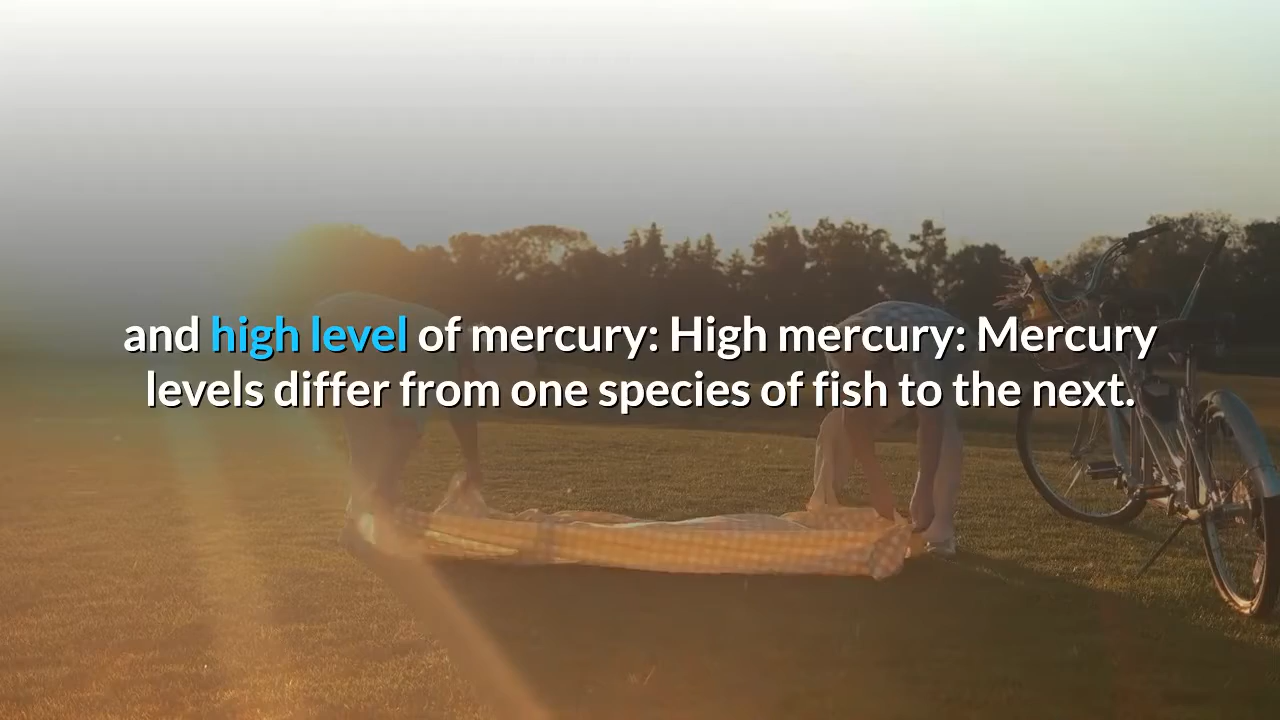 and high level of mercury: High mercury: Mercury
levels differ from one species of fish to the next.